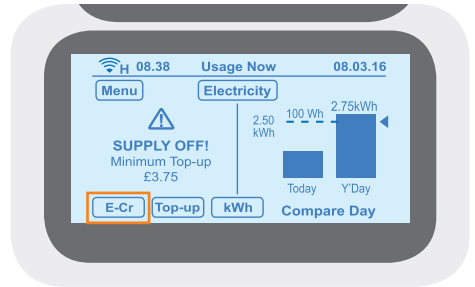 H 08.38 Usage Now 08.03.16
Menu Electricity
SUPPLY OFF!
Minimum Top-up
£3.75
E-Cr Top-up kWh
2.50 kWh
100 Wh
2.75kWh
Today Y'Day
Compare Day